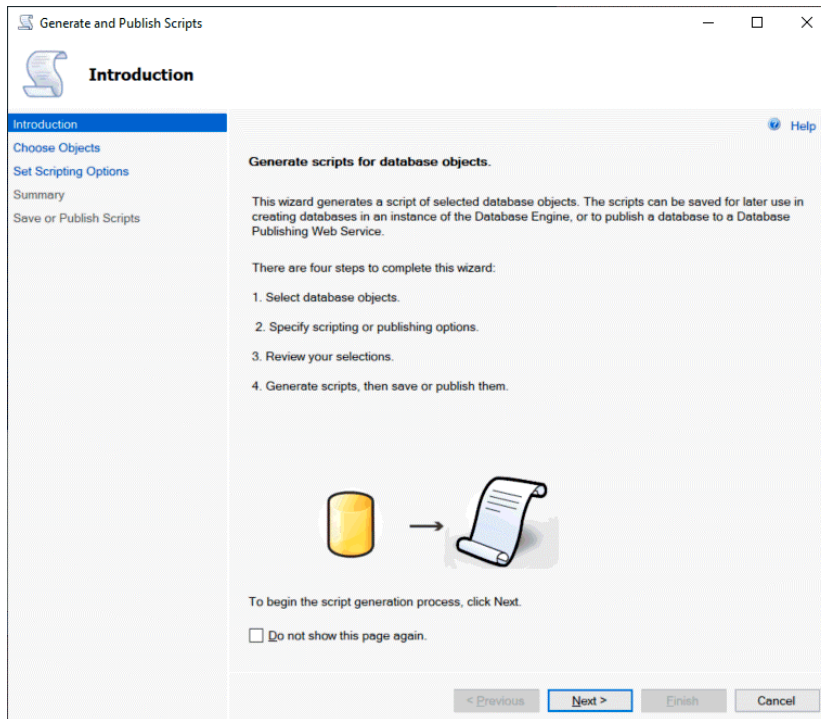 Generate and Publish Scripts
Introduction
Introduction
Choose Objects
Set Scripting Options
Summary
Save or Publish Scripts
Help
Generate scripts for database objects.
This wizard generates a script of selected database objects. The scripts can be saved for later use in
creating databases in an instance of the Database Engine, or to publish a database to a Database
Publishing Web Service.
There are four steps to complete this wizard:
1. Select database objects.
2. Specify scripting or publishing options.
3. Review your selections.
4. Generate scripts, then save or publish them.
To begin the script generation process, click Next.
Do not show this page again.
< Previous
Next >
Finish
Cancel